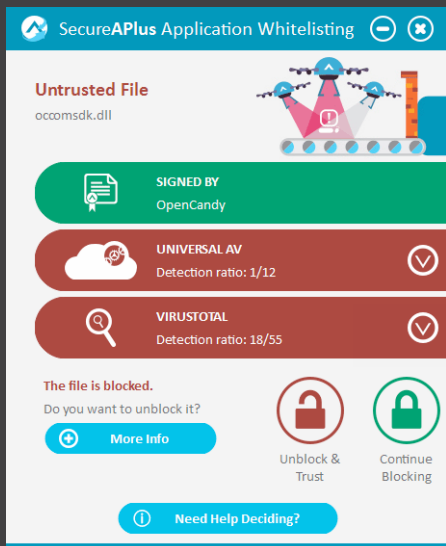 SecureAPlus Application Whitelisting
Untrusted File
occomsdk.dll
SIGNED BY
OpenCandy
UNIVERSAL AV
Detection ratio: 1/12
VIRUSTOTAL
Detection ratio: 18/55
The file is blocked.
Do you want to unblock it?
More Info
Unblock &
Trust
Continue
Blocking
Need Help Deciding?